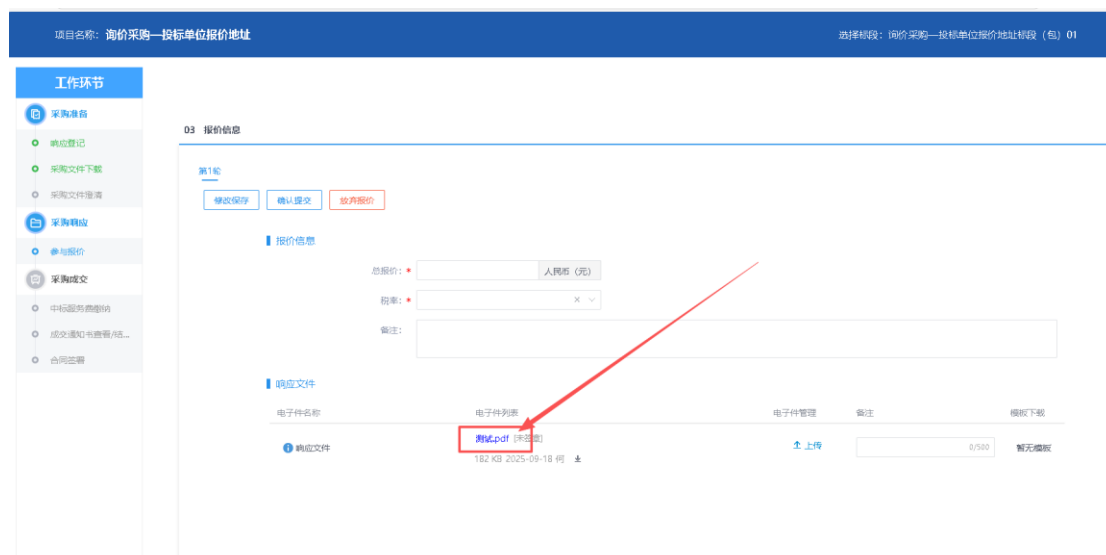 项目名称: 询价采购—投标单位报价地址
选择标段: 询价采购—投标单位报价地址标段（包）01
工作环节
采购准备
响应登记
采购文件下载
采购文件澄清
采购响应
参与报价
采购成交
中标服务费缴纳
成交通知书查看/结...
合同签署
03 报价信息
第1轮
修改保存 确认提交 放弃报价
报价信息
总报价: * 人民币（元）
税率: *
备注:
响应文件
电子件名称 电子件列表 电子件管理 备注 模板下载
响应文件 测试.pdf [未签章] 上传 0/500 暂无模板
182 KB 2025-09-18 何